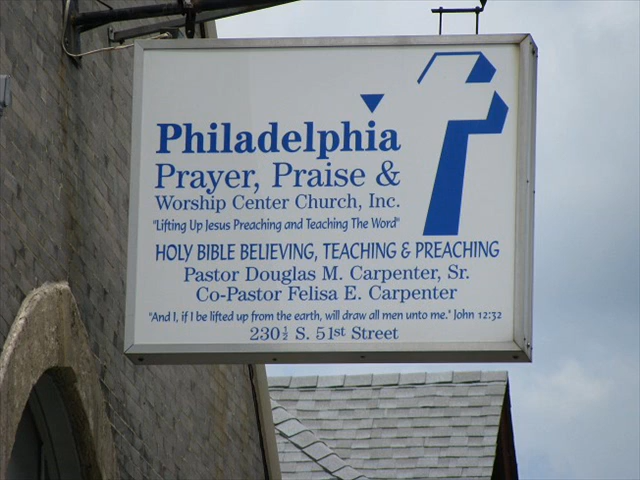 Philadelphia
Prayer, Praise &
Worship Center Church, Inc.
"Lifting Up Jesus Preaching and Teaching The Word"
HOLY BIBLE BELIEVING, TEACHING & PREACHING
Pastor Douglas M. Carpenter, Sr.
Co-Pastor Felisa E. Carpenter
"And I, if I be lifted up from the earth, will draw all men unto me." John 12:32
230½ S. 51st Street